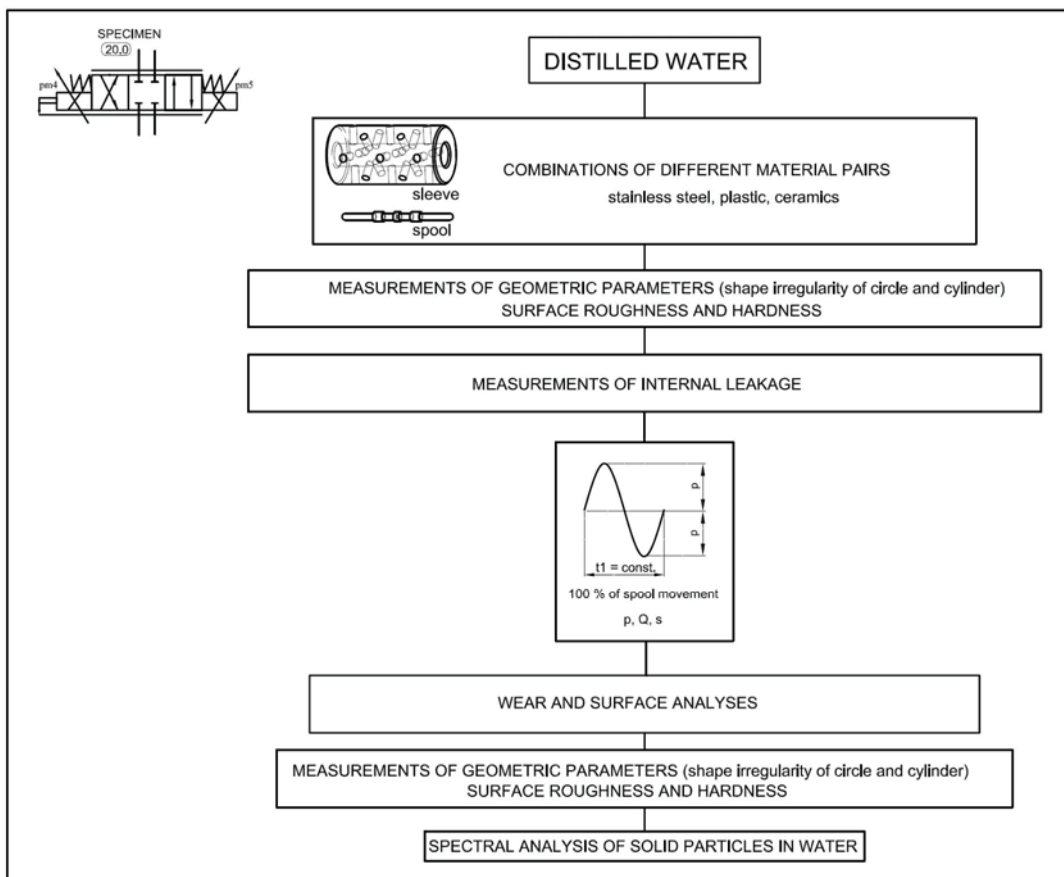 SPECIMEN
20.0
pm4
pm5
DISTILLED WATER
COMBINATIONS OF DIFFERENT MATERIAL PAIRS
stainless steel, plastic, ceramics
sleeve
spool
MEASUREMENTS OF GEOMETRIC PARAMETERS (shape irregularity of circle and cylinder)
SURFACE ROUGHNESS AND HARDNESS
MEASUREMENTS OF INTERNAL LEAKAGE
p
p
t1 = const.
100 % of spool movement
p, Q, s
WEAR AND SURFACE ANALYSES
MEASUREMENTS OF GEOMETRIC PARAMETERS (shape irregularity of circle and cylinder)
SURFACE ROUGHNESS AND HARDNESS
SPECTRAL ANALYSIS OF SOLID PARTICLES IN WATER